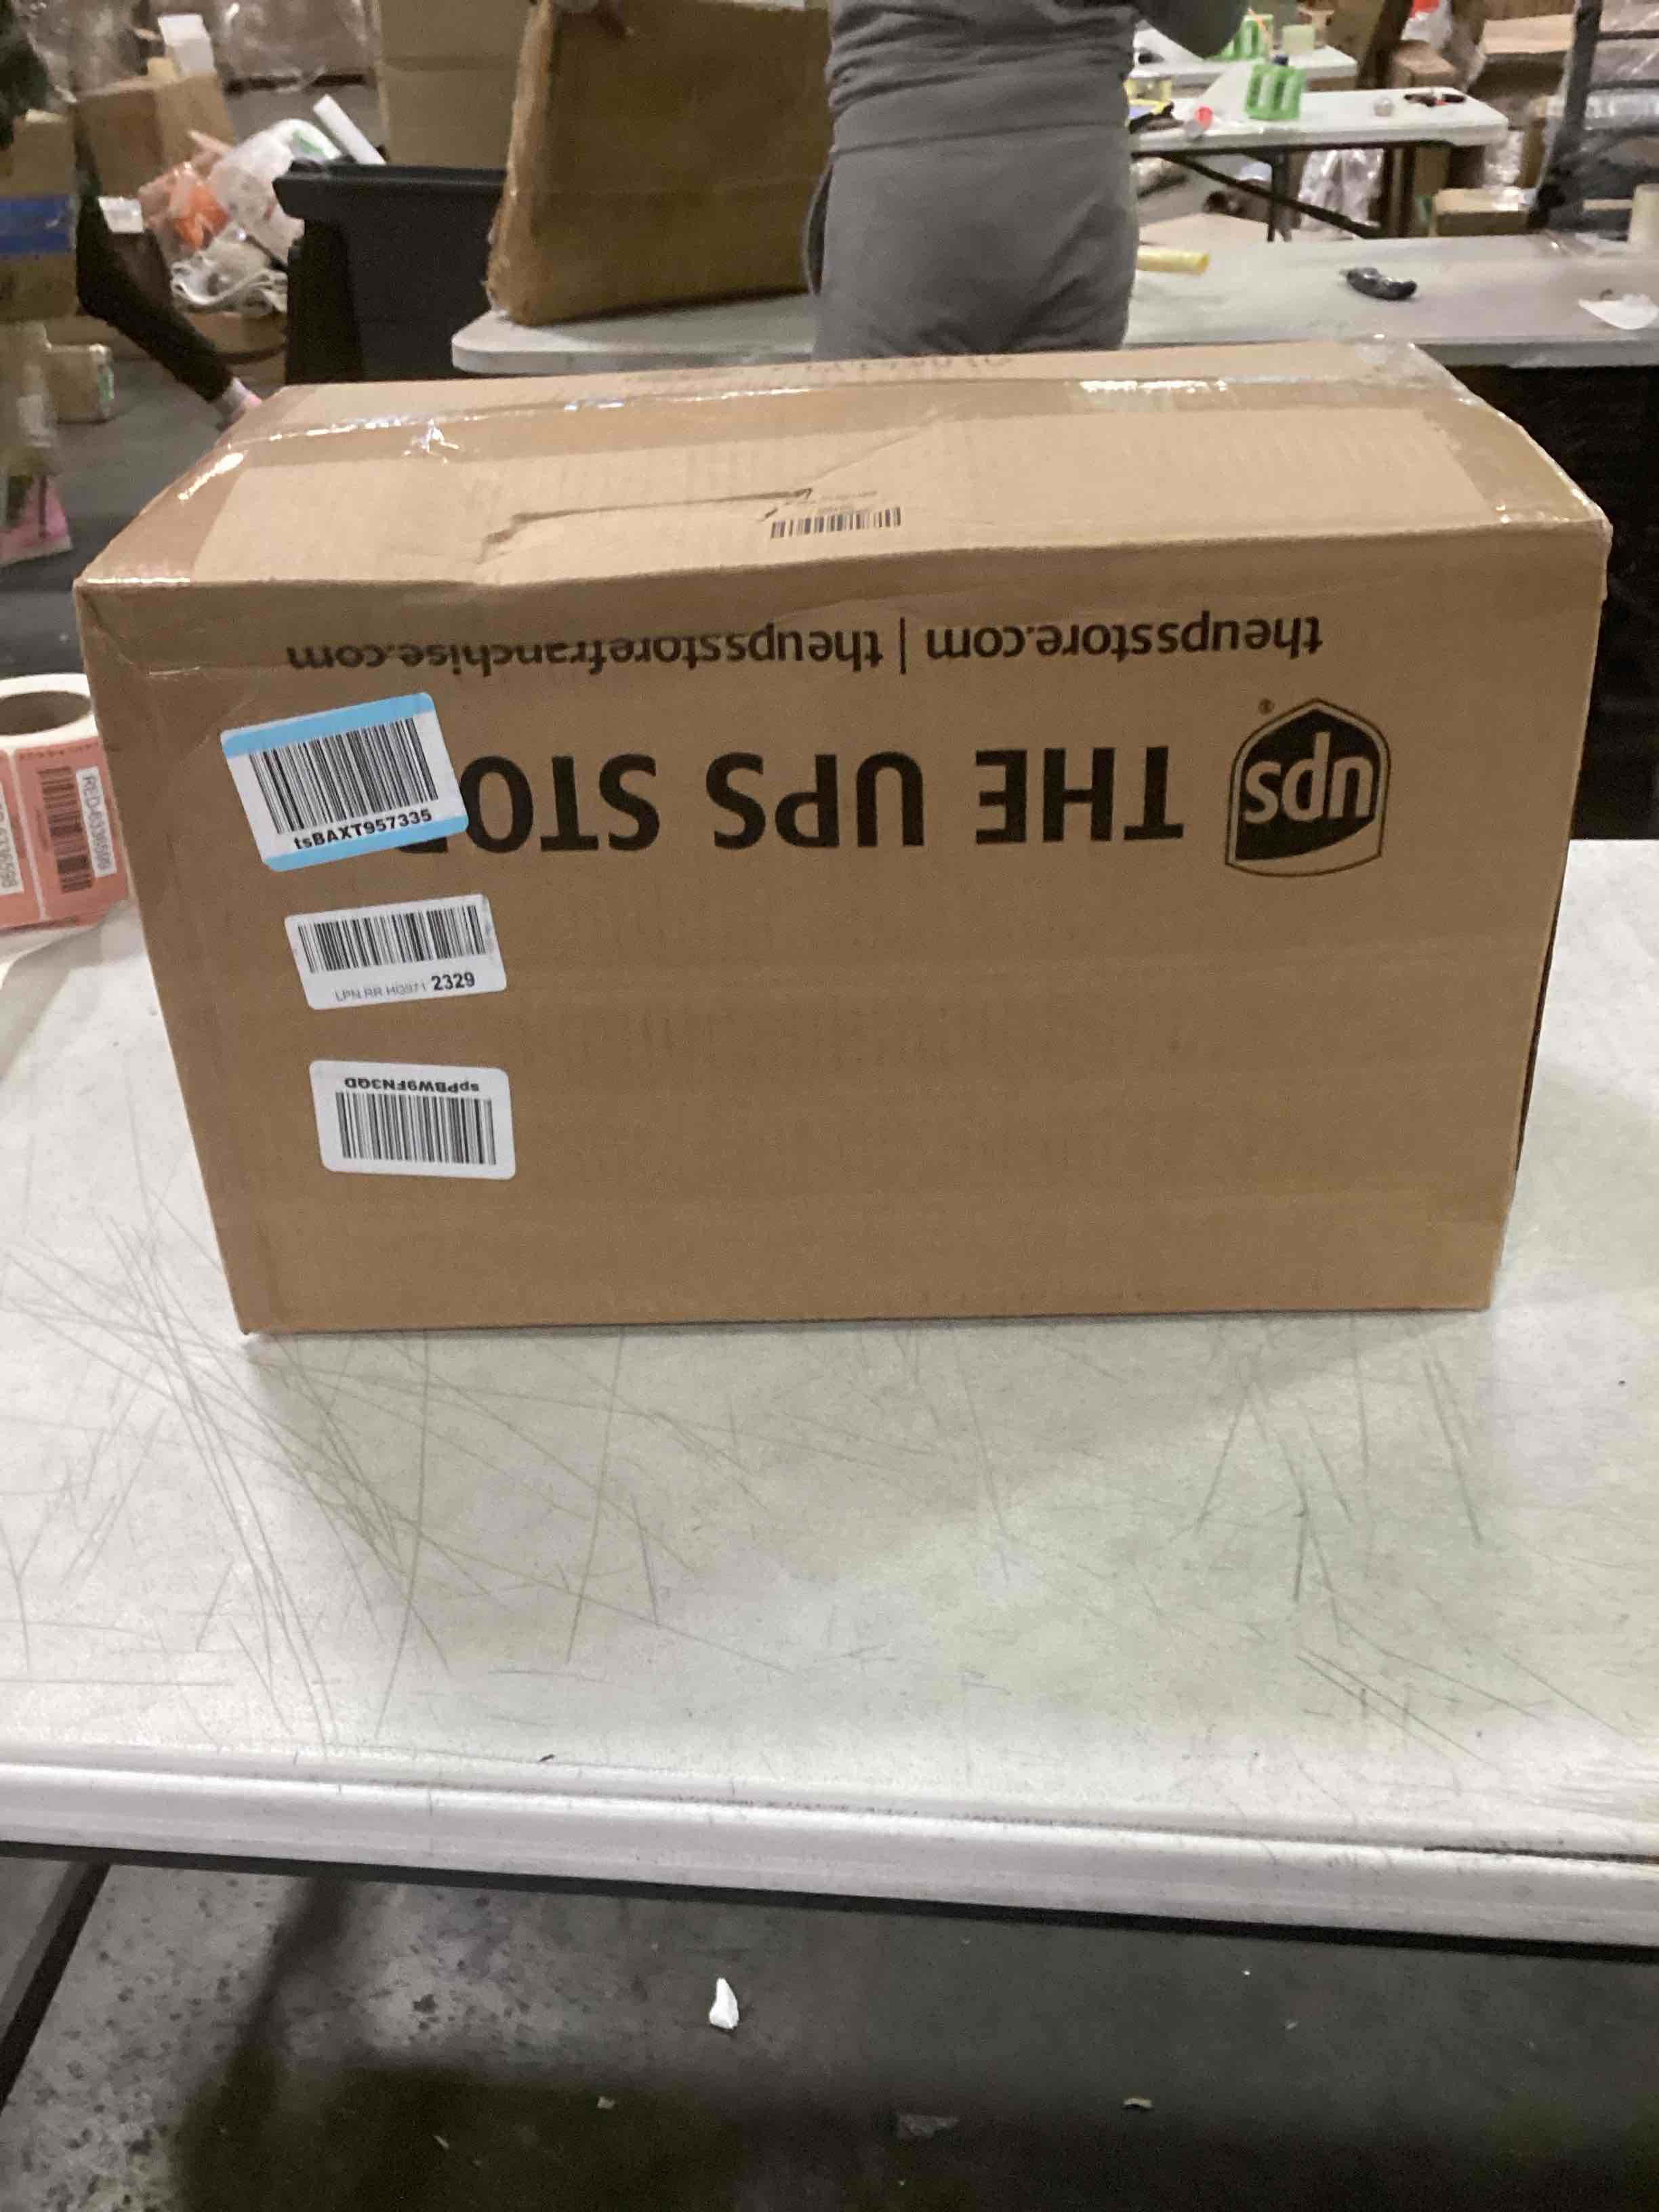 theupsstore.com | theupsstorefranchise.com
ups
®
THE UPS STO
tsBAXT957335
LPN RR HG971 2329
spPBW9FN3QD